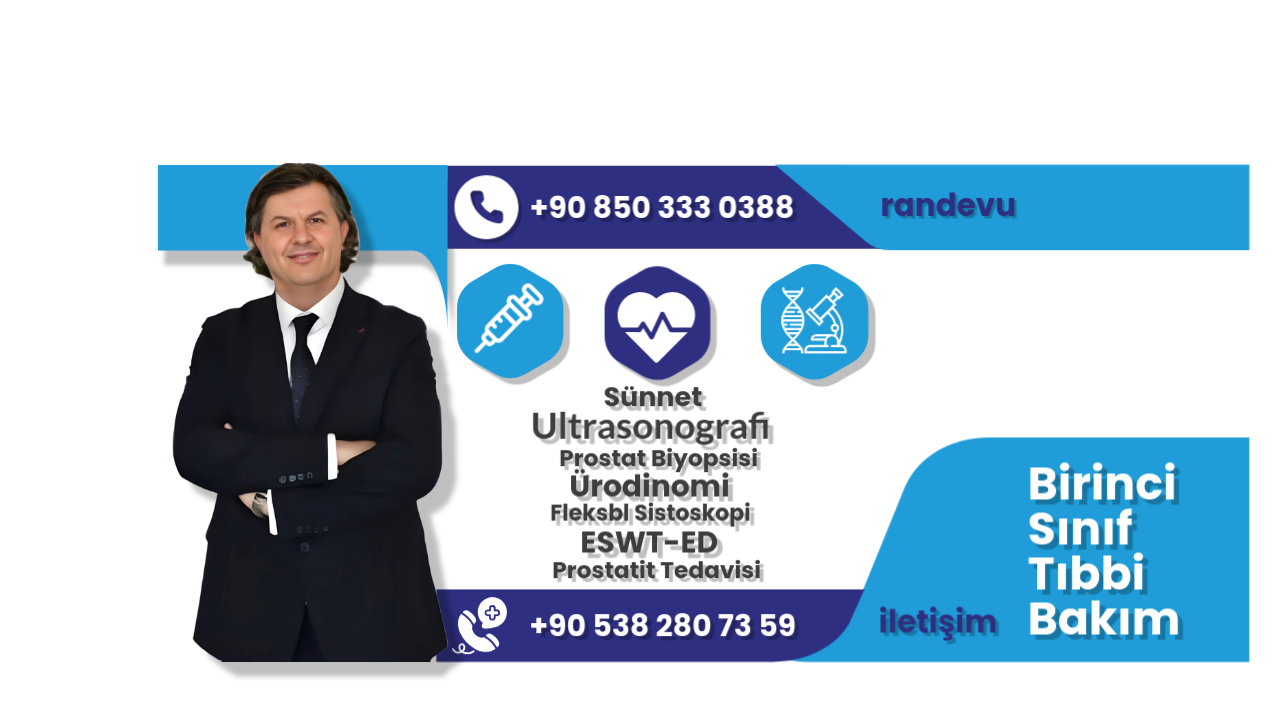 +90 850 333 0388
randevu
Sünnet
Ultrasonografi
Prostat Biyopsisi
Ürodinomi
Fleksbl Sistoskopi
ESWT-ED
Prostatit Tedavisi
+90 538 280 73 59
iletişim
Birinci
Sınıf
Tıbbi
Bakım